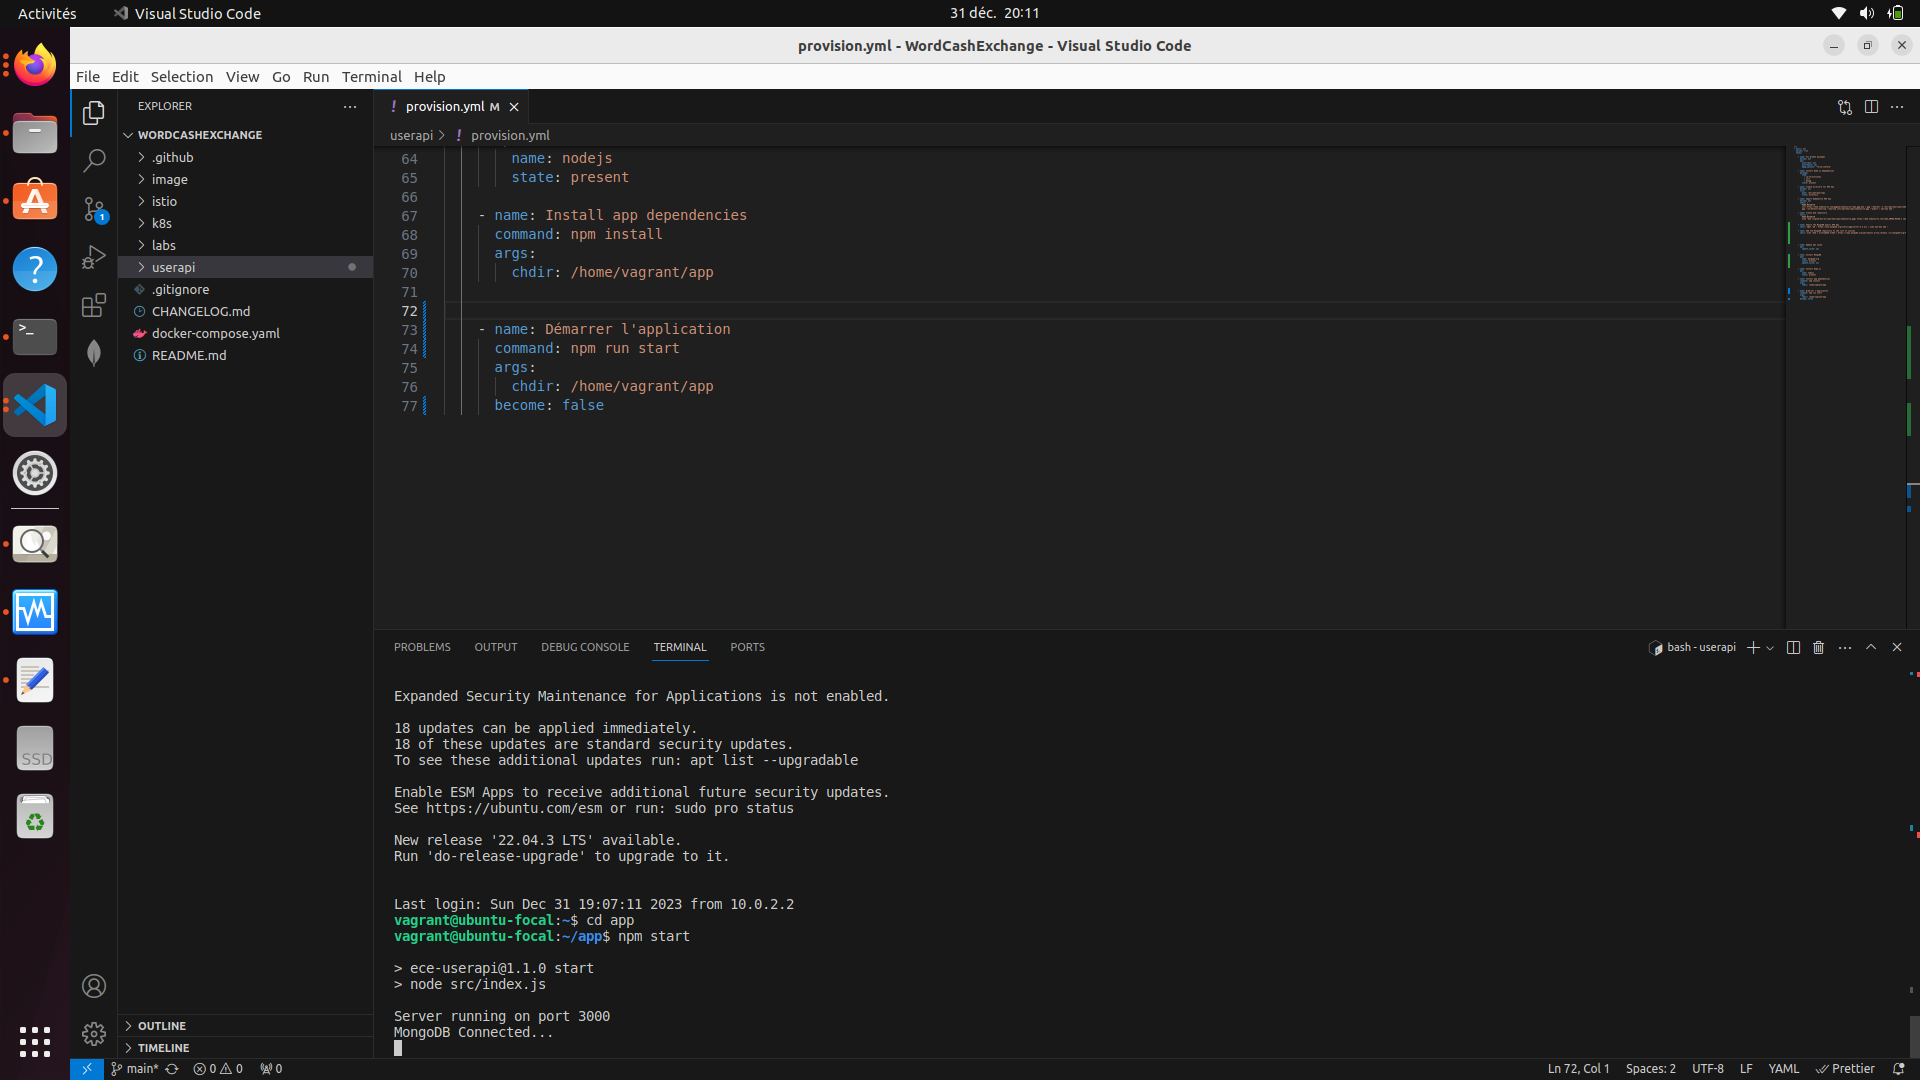 Activités
Visual Studio Code
31 déc. 20:11
provision.yml - WordCashExchange - Visual Studio Code
File Edit Selection View Go Run Terminal Help
EXPLORER
WORDCASHEXCHANGE
.github
image
istio
k8s
labs
userapi
.gitignore
CHANGELOG.md
docker-compose.yaml
README.md
OUTLINE
TIMELINE
1
SSD
provision.yml M
userapi > ! provision.yml
64 name: nodejs
65 state: present
66
67 - name: Install app dependencies
68 command: npm install
69 args:
70 chdir: /home/vagrant/app
71
72
73 - name: Démarrer l'application
74 command: npm run start
75 args:
76 chdir: /home/vagrant/app
77 become: false
PROBLEMS OUTPUT DEBUG CONSOLE TERMINAL PORTS
bash - userapi
Expanded Security Maintenance for Applications is not enabled.
18 updates can be applied immediately.
18 of these updates are standard security updates.
To see these additional updates run: apt list --upgradable
Enable ESM Apps to receive additional future security updates.
See https://ubuntu.com/esm or run: sudo pro status
New release '22.04.3 LTS' available.
Run 'do-release-upgrade' to upgrade to it.
Last login: Sun Dec 31 19:07:11 2023 from 10.0.2.2
vagrant@ubuntu-focal:~$ cd app
vagrant@ubuntu-focal:~/app$ npm start
> ece-userapi@1.1.0 start
> node src/index.js
Server running on port 3000
MongoDB Connected...
main* 0 0 0
Ln 72, Col 1 Spaces: 2 UTF-8 LF YAML Prettier